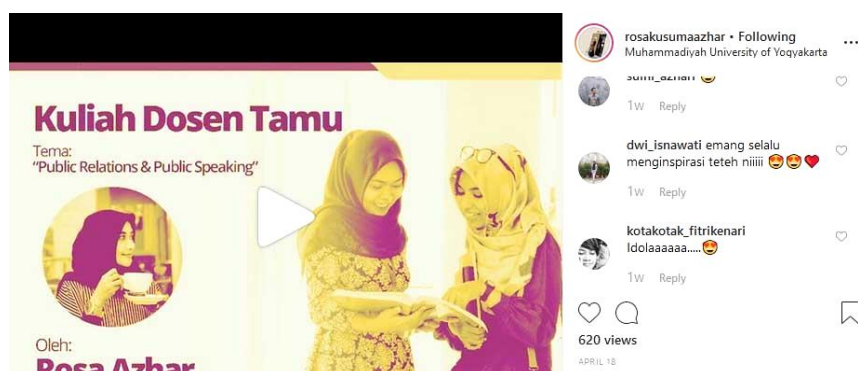 Kuliah Dosen Tamu
Tema:
“Public Relations & Public Speaking”
Oleh:
Rosa Azhar
rosakusumaazhar • Following
Muhammadiyah University of Yogyakarta
sumi_azhari 😍
1w Reply
dwi_isnawati emang selalu
menginspirasi teteh niiiii 😍😍❤️
1w Reply
kotakotak_fitrikenari
Idolaaaaaa.....😍
1w Reply
620 views
APRIL 18